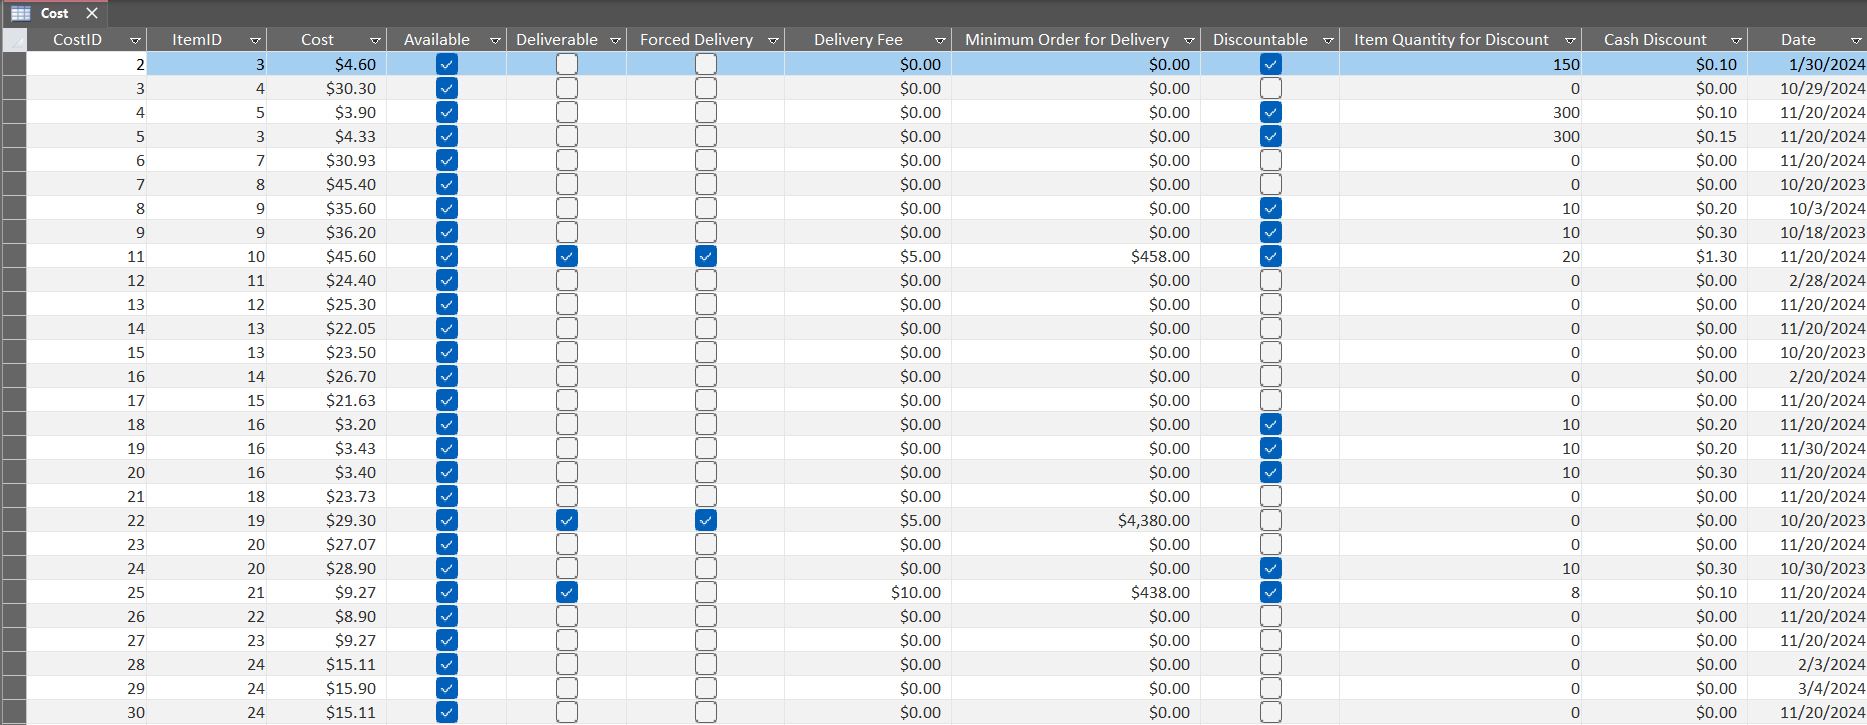 Cost
CostID ItemID Cost Available Deliverable Forced Delivery Delivery Fee Minimum Order for Delivery Discountable Item Quantity for Discount Cash Discount Date
2 3 $4.60 $0.00 $0.00 150 $0.10 1/30/2024
3 4 $30.30 $0.00 $0.00 0 $0.00 10/29/2024
4 5 $3.90 $0.00 $0.00 300 $0.10 11/20/2024
5 3 $4.33 $0.00 $0.00 300 $0.15 11/20/2024
6 7 $30.93 $0.00 $0.00 0 $0.00 11/20/2024
7 8 $45.40 $0.00 $0.00 0 $0.00 10/20/2023
8 9 $35.60 $0.00 $0.00 10 $0.20 10/3/2024
9 9 $36.20 $0.00 $0.00 10 $0.30 10/18/2023
11 10 $45.60 $5.00 $458.00 20 $1.30 11/20/2024
12 11 $24.40 $0.00 $0.00 0 $0.00 2/28/2024
13 12 $25.30 $0.00 $0.00 0 $0.00 11/20/2024
14 13 $22.05 $0.00 $0.00 0 $0.00 11/20/2024
15 13 $23.50 $0.00 $0.00 0 $0.00 10/20/2023
16 14 $26.70 $0.00 $0.00 0 $0.00 2/20/2024
17 15 $21.63 $0.00 $0.00 0 $0.00 11/20/2024
18 16 $3.20 $0.00 $0.00 10 $0.20 11/20/2024
19 16 $3.43 $0.00 $0.00 10 $0.20 11/30/2024
20 16 $3.40 $0.00 $0.00 10 $0.30 11/20/2024
21 18 $23.73 $0.00 $0.00 0 $0.00 11/20/2024
22 19 $29.30 $5.00 $4,380.00 0 $0.00 10/20/2023
23 20 $27.07 $0.00 $0.00 0 $0.00 11/20/2024
24 20 $28.90 $0.00 $0.00 10 $0.30 10/30/2023
25 21 $9.27 $10.00 $438.00 8 $0.10 11/20/2024
26 22 $8.90 $0.00 $0.00 0 $0.00 11/20/2024
27 23 $9.27 $0.00 $0.00 0 $0.00 11/20/2024
28 24 $15.11 $0.00 $0.00 0 $0.00 2/3/2024
29 24 $15.90 $0.00 $0.00 0 $0.00 3/4/2024
30 24 $15.11 $0.00 $0.00 0 $0.00 11/20/2024